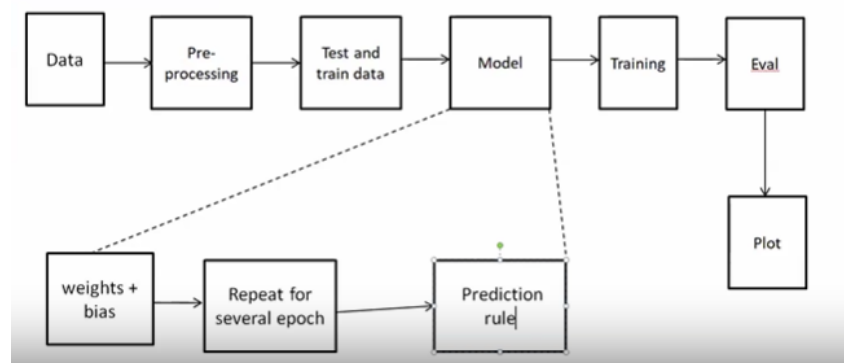 Data
Pre-
processing
Test and
train data
Model
Training
Eval
Plot
weights +
bias
Repeat for
several epoch
Prediction
rule